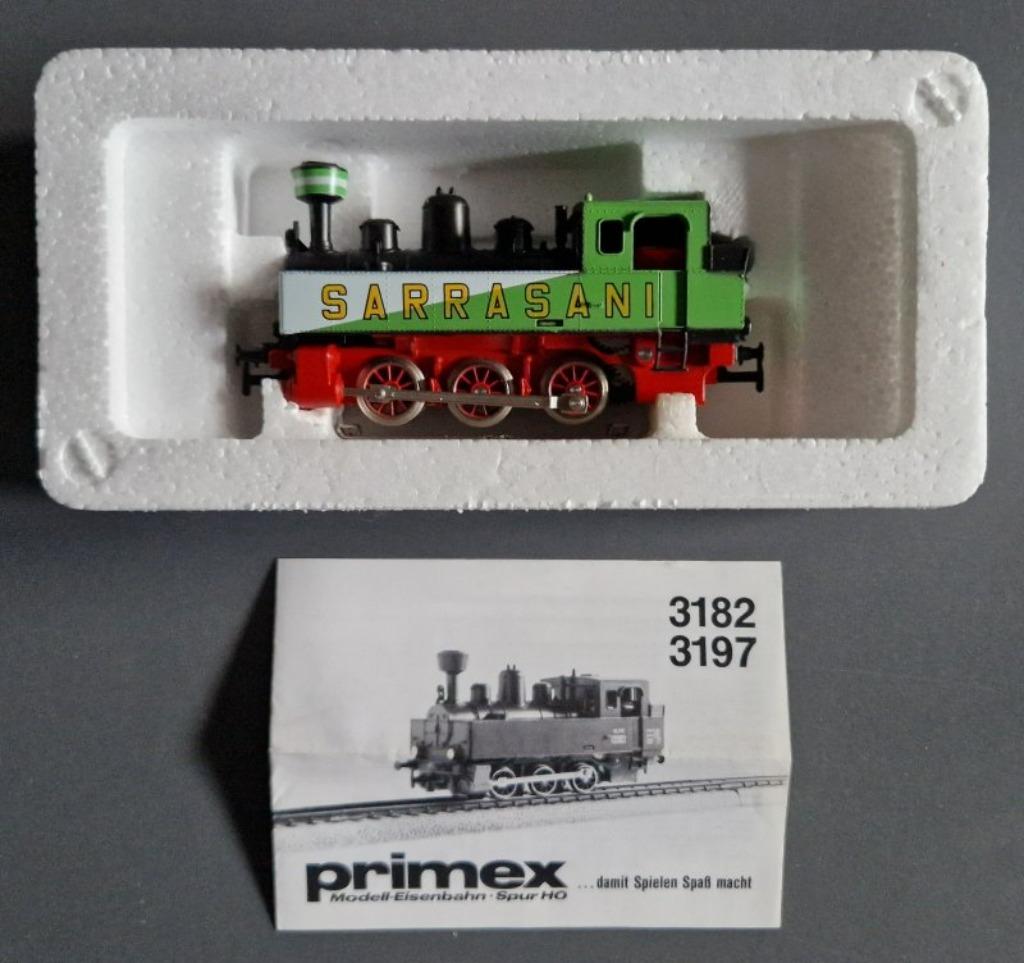 SARRASANI
3182
3197
primex
Modell-Eisenbahn · Spur HO
...damit Spielen Spaß macht